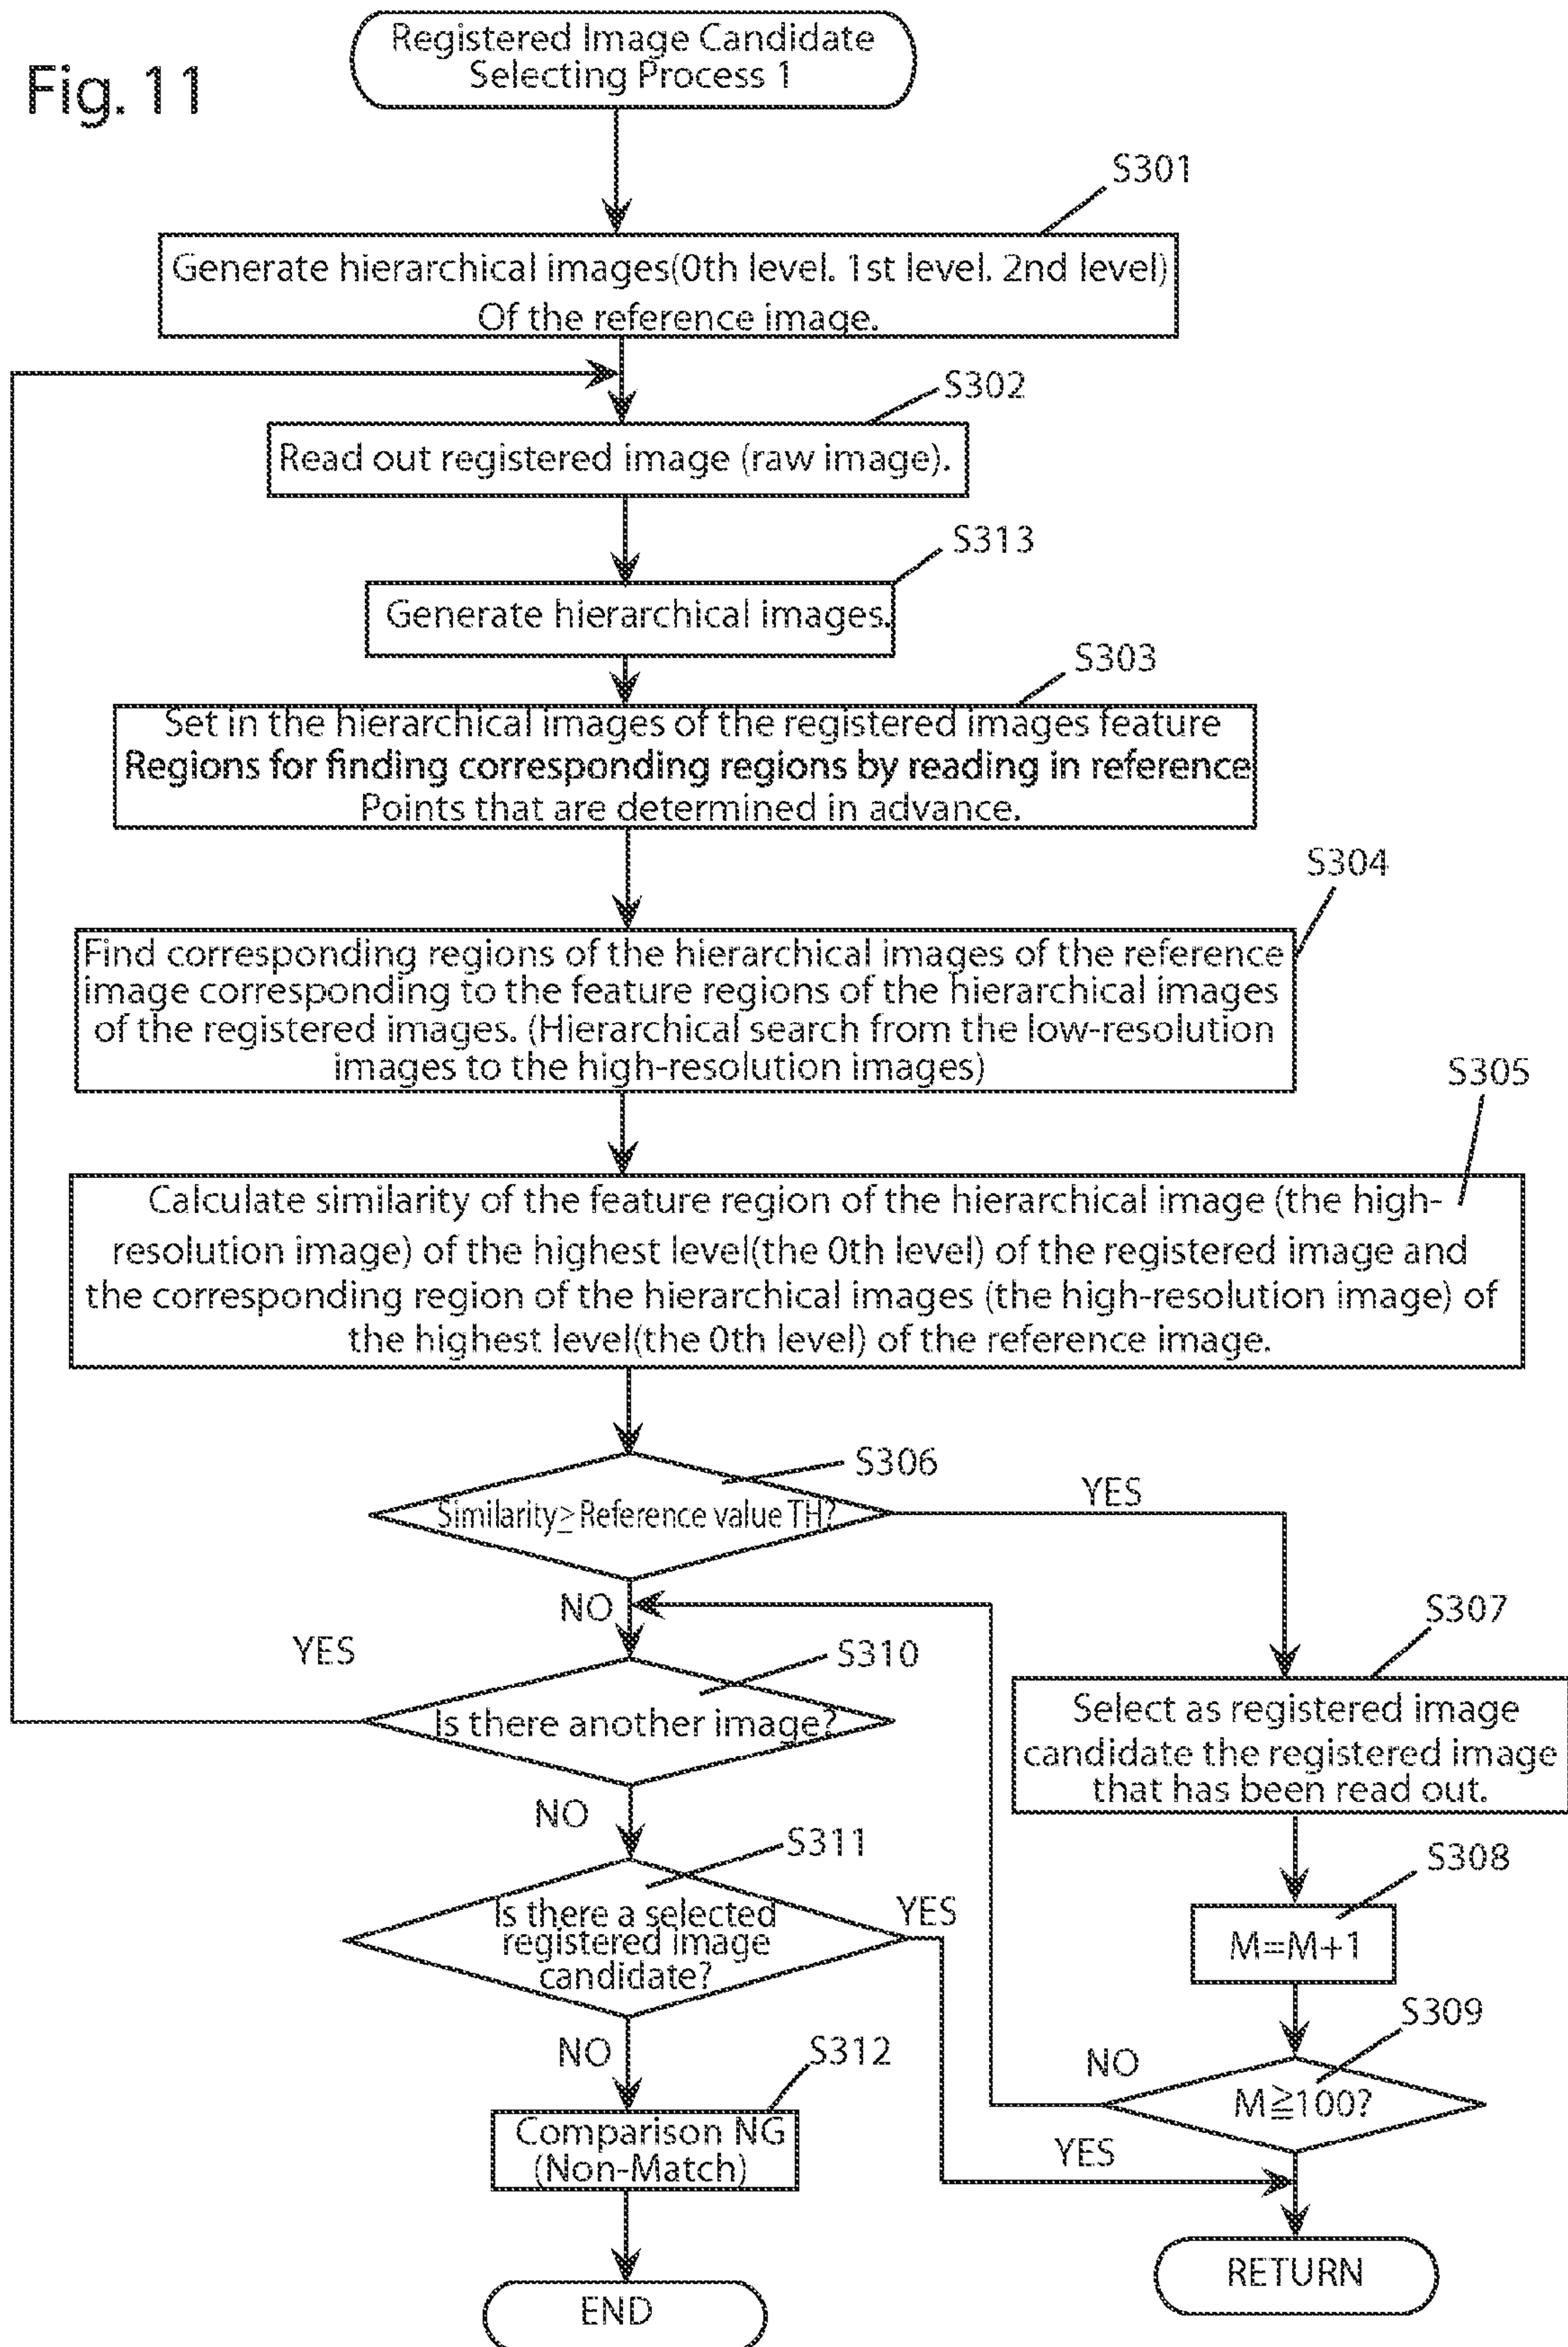 Fig. 11
Registered Image Candidate
Selecting Process 1
S301
Generate hierarchical images(0th level. 1st level. 2nd level)
Of the reference image.
S302
Read out registered image (raw image).
S313
Generate hierarchical images.
S303
Set in the hierarchical images of the registered images feature
Regions for finding corresponding regions by reading in reference
Points that are determined in advance.
S304
Find corresponding regions of the hierarchical images of the reference
image corresponding to the feature regions of the hierarchical images
of the registered images. (Hierarchical search from the low-resolution
images to the high-resolution images)
S305
Calculate similarity of the feature region of the hierarchical image (the high-
resolution image) of the highest level(the 0th level) of the registered image and
the corresponding region of the hierarchical images (the high-resolution image) of
the highest level(the 0th level) of the reference image.
S306
Similarity≥Reference value TH?
YES
NO
S307
Select as registered image
candidate the registered image
that has been read out.
YES
S310
Is there another image?
NO
S308
M=M+1
S311
Is there a selected
registered image
candidate?
YES
S309
NO
M≧100?
NO
S312
Comparison NG
(Non-Match)
YES
RETURN
END